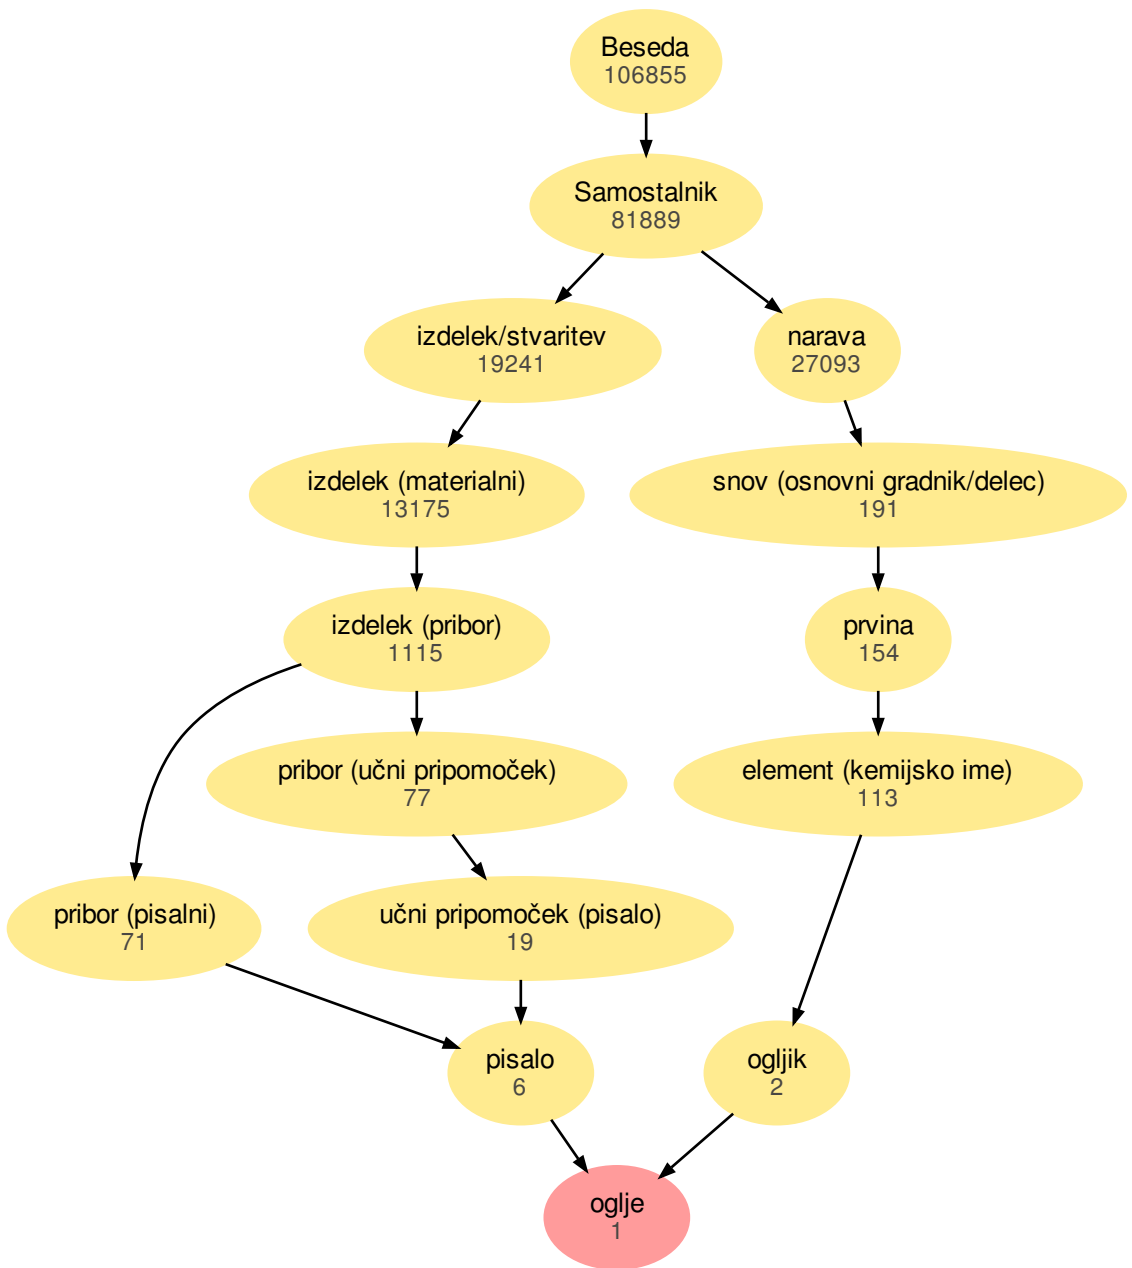 Beseda
106855
Samostalnik
81889
izdelek/stvaritev
19241
narava
27093
izdelek (materialni)
13175
snov (osnovni gradnik/delec)
191
izdelek (pribor)
1115
prvina
154
pribor (učni pripomoček)
77
element (kemijsko ime)
113
pribor (pisalni)
71
učni pripomoček (pisalo)
19
pisalo
6
ogljik
2
oglje
1